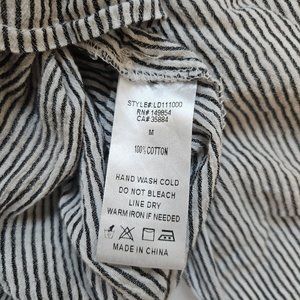 STYLE#:LD111000
RN# 149854
CA# 35884
M
100% COTTON
HAND WASH COLD
DO NOT BLEACH
LINE DRY
WARM IRON IF NEEDED
MADE IN CHINA